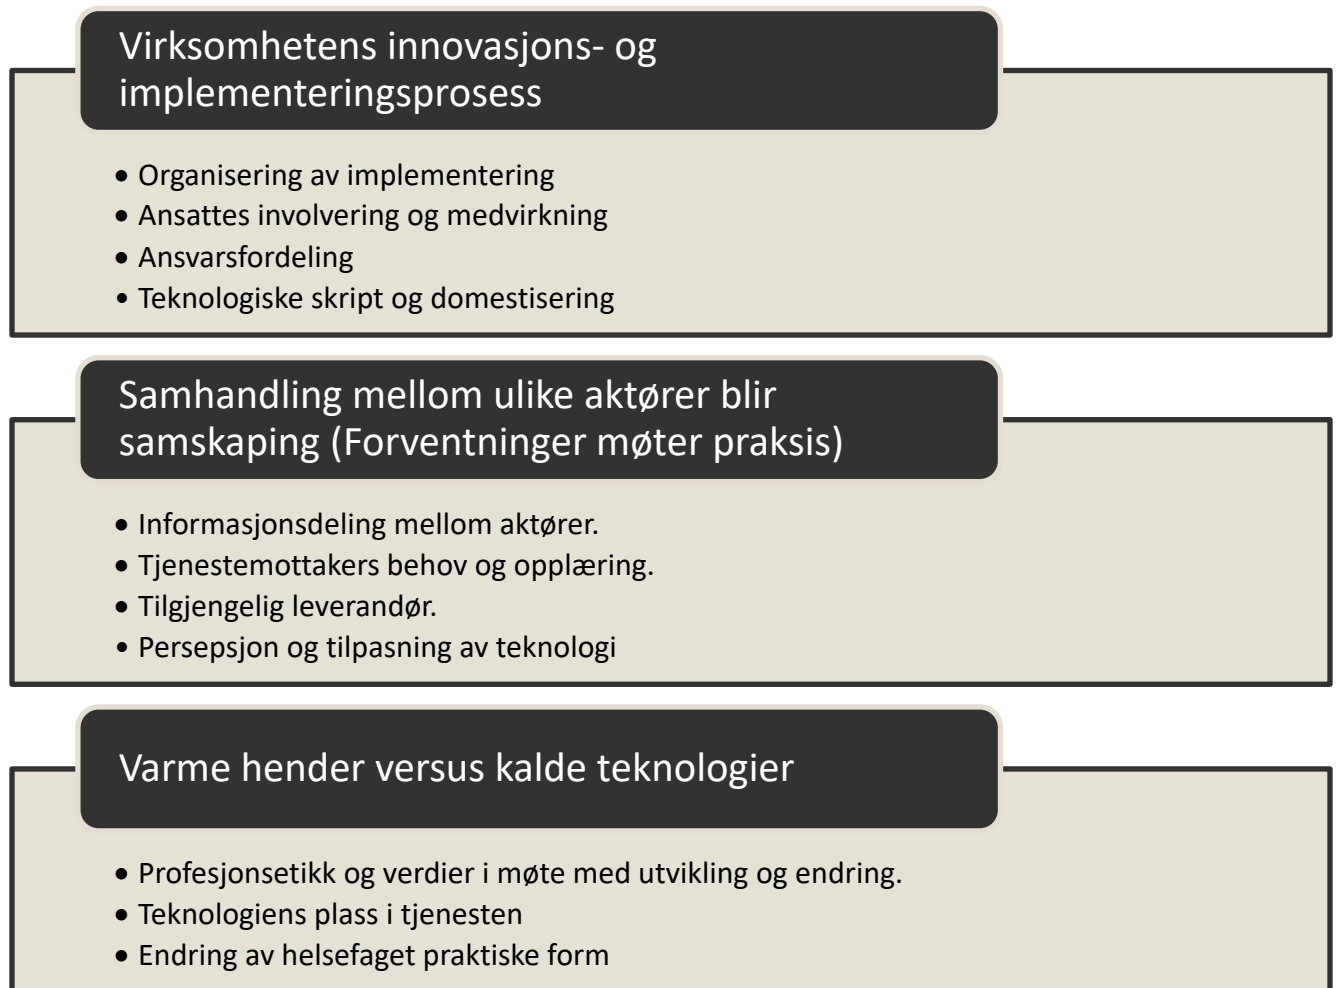 Virksomhetens innovasjons- og
implementeringsprosess
• Organisering av implementering
• Ansattes involvering og medvirkning
• Ansvarsfordeling
• Teknologiske skript og domestisering
Samhandling mellom ulike aktører blir
samskaping (Forventninger møter praksis)
• Informasjonsdeling mellom aktører.
• Tjenestemottakers behov og opplæring.
• Tilgjengelig leverandør.
• Persepsjon og tilpasning av teknologi
Varme hender versus kalde teknologier
• Profesjonsetikk og verdier i møte med utvikling og endring.
• Teknologiens plass i tjenesten
• Endring av helsefaget praktiske form